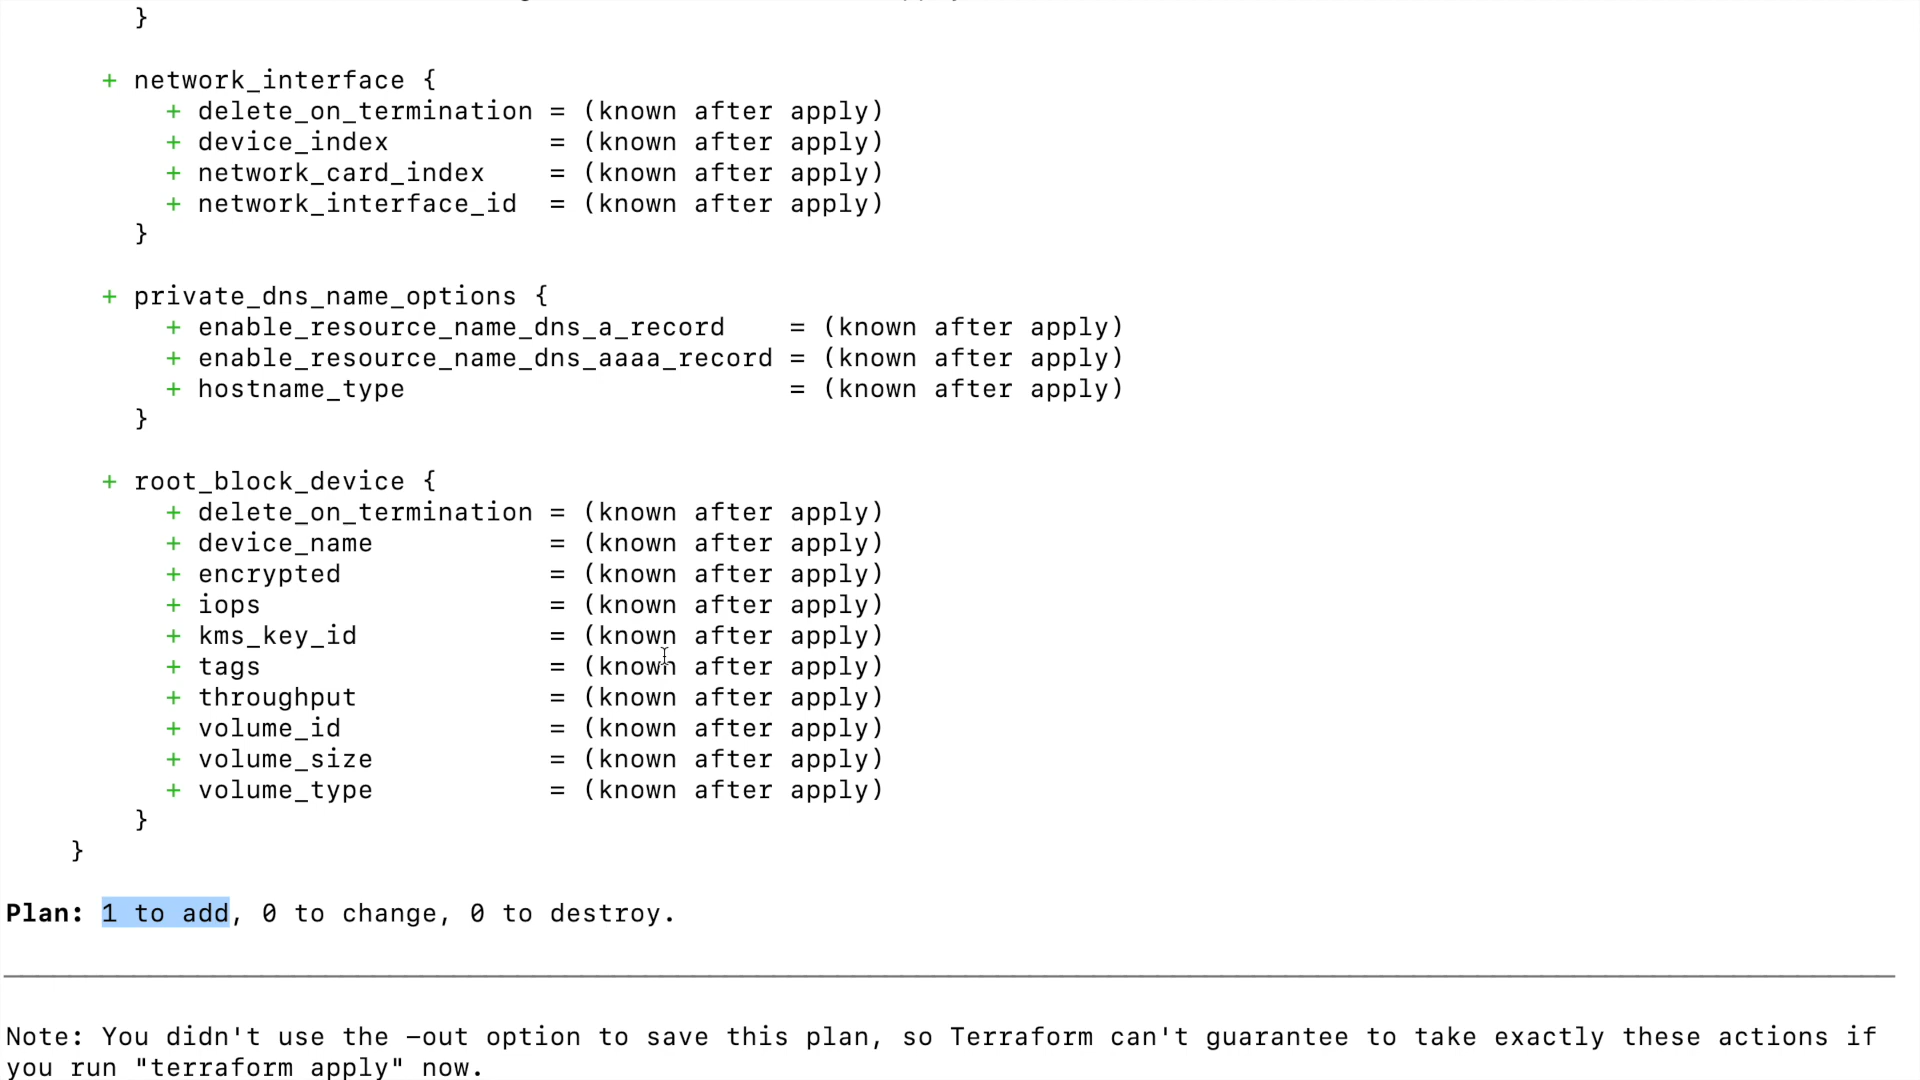 }
+ network_interface {
+ delete_on_termination = (known after apply)
+ device_index = (known after apply)
+ network_card_index = (known after apply)
+ network_interface_id = (known after apply)
}
+ private_dns_name_options {
+ enable_resource_name_dns_a_record = (known after apply)
+ enable_resource_name_dns_aaaa_record = (known after apply)
+ hostname_type = (known after apply)
}
+ root_block_device {
+ delete_on_termination = (known after apply)
+ device_name = (known after apply)
+ encrypted = (known after apply)
+ iops = (known after apply)
+ kms_key_id = (known after apply)
+ tags = (known after apply)
+ throughput = (known after apply)
+ volume_id = (known after apply)
+ volume_size = (known after apply)
+ volume_type = (known after apply)
}
}
Plan: 1 to add, 0 to change, 0 to destroy.
Note: You didn't use the –out option to save this plan, so Terraform can't guarantee to take exactly these actions if
you run "terraform apply" now.